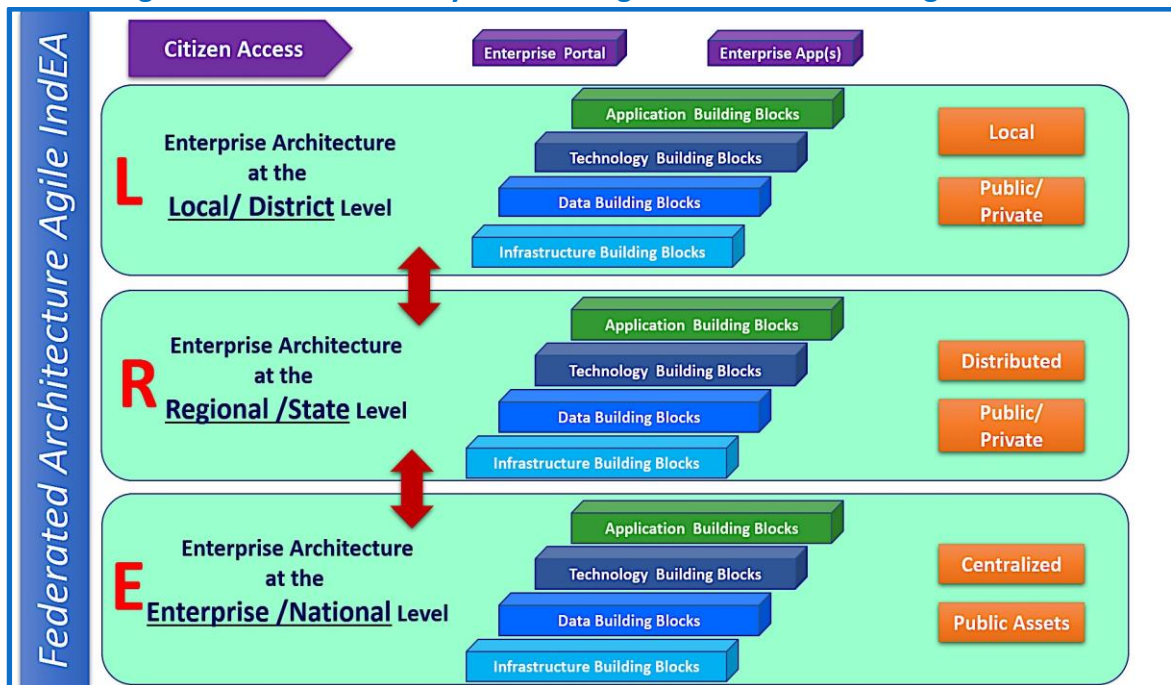 Federated Architecture Agile IndEA
Citizen Access
Enterprise Portal
Enterprise App(s)
L
Enterprise Architecture
at the
Local/ District Level
Application Building Blocks
Technology Building Blocks
Data Building Blocks
Infrastructure Building Blocks
Local
Public/
Private
R
Enterprise Architecture
at the
Regional /State Level
Application Building Blocks
Technology Building Blocks
Data Building Blocks
Infrastructure Building Blocks
Distributed
Public/
Private
E
Enterprise Architecture
at the
Enterprise /National Level
Application Building Blocks
Technology Building Blocks
Data Building Blocks
Infrastructure Building Blocks
Centralized
Public Assets